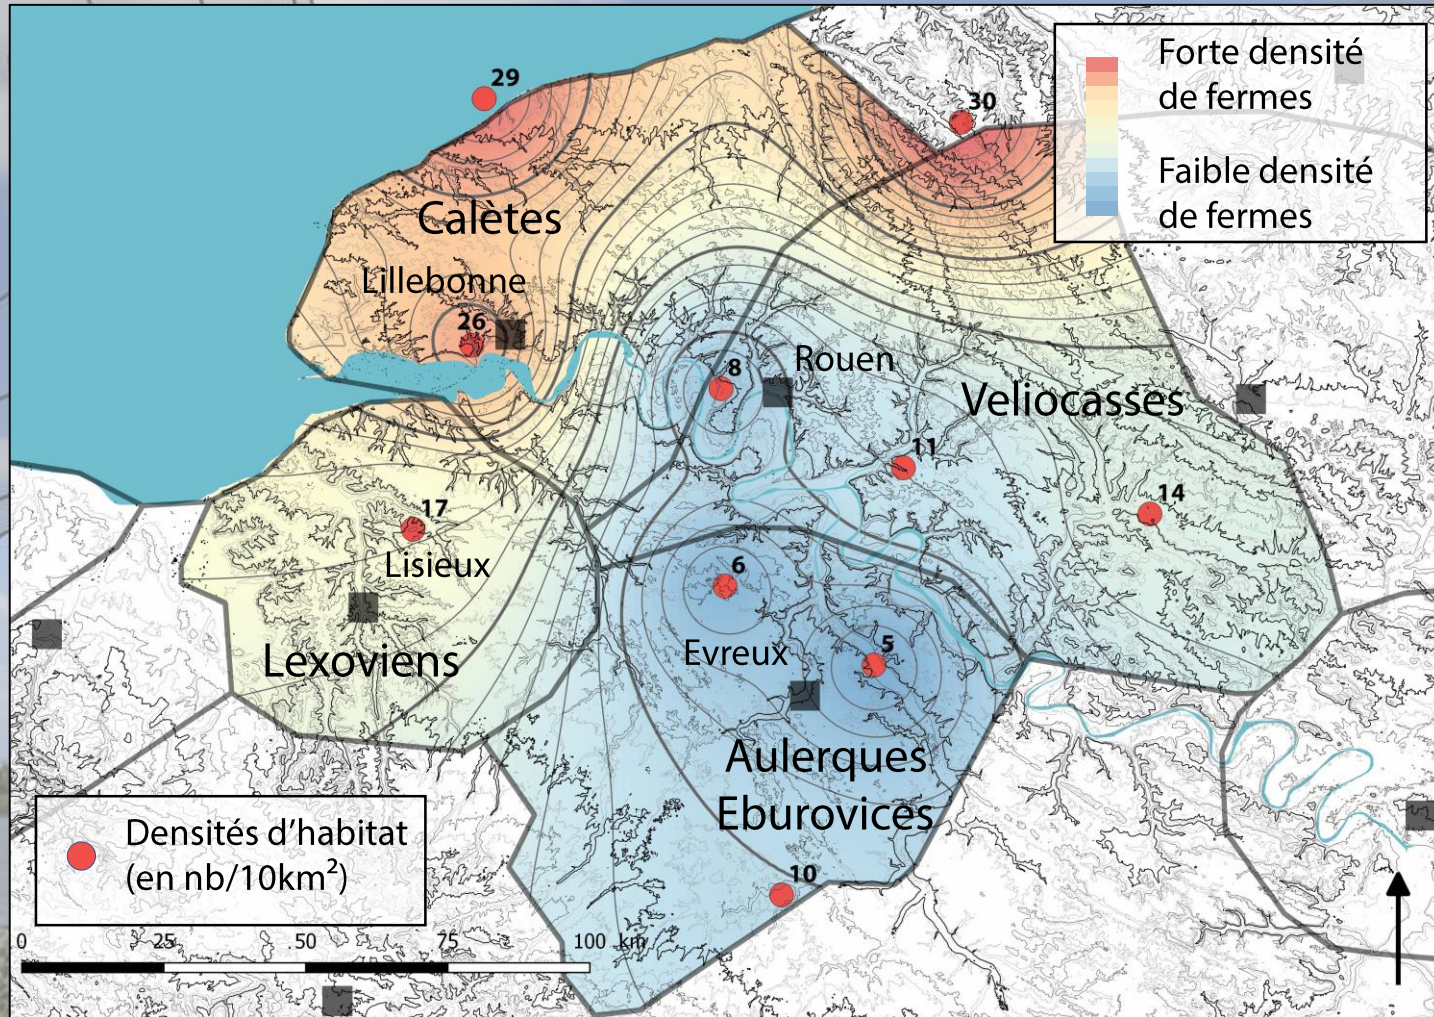 29
30
Forte densité
de fermes
Faible densité
de fermes
Calètes
Lillebonne
26
8
Rouen
Veliocasses
11
14
17
Lisieux
6
5
Evreux
Lexoviens
Aulerques
Eburovices
10
Densités d’habitat
(en nb/10km²)
0 25 50 75 100 km